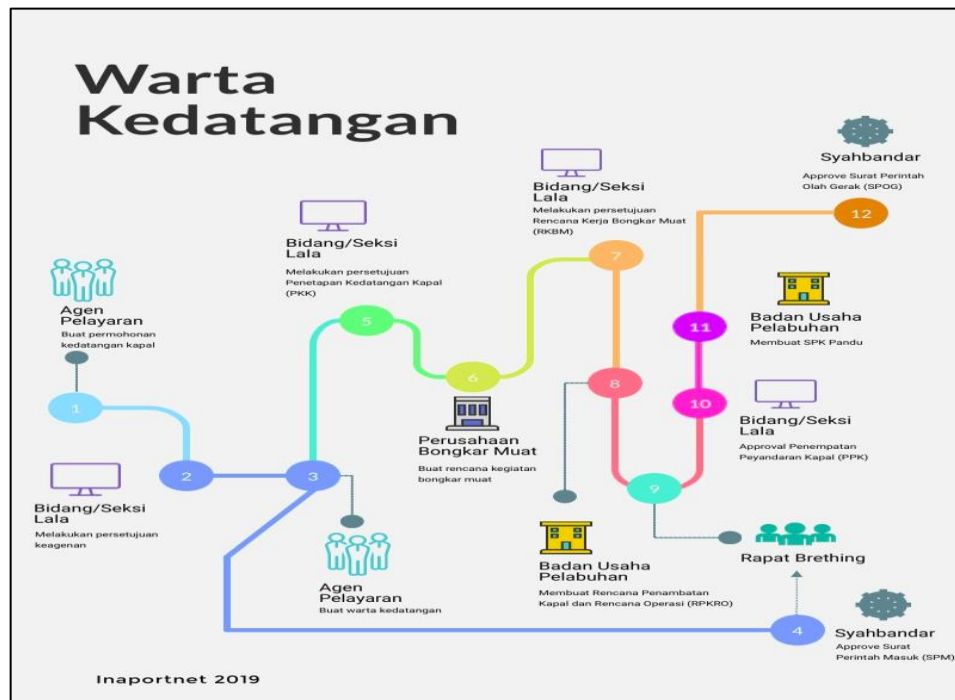 Warta
Kedatangan
1
Agen
Pelayaran
Buat permohonan
kedatangan kapal
2
Bidang/Seksi
Lala
Melakukan persetujuan
keagenan
3
Agen
Pelayaran
Buat warta kedatangan
4
Syahbandar
Approve Surat
Perintah Masuk (SPM)
5
Bidang/Seksi
Lala
Melakukan persetujuan
Penetapan Kedatangan Kapal
(PKK)
6
Perusahaan
Bongkar Muat
Buat rencana kegiatan
bongkar muat
7
Bidang/Seksi
Lala
Melakukan persetujuan
Rencana Kerja Bongkar Muat
(RKBM)
8
Badan Usaha
Pelabuhan
Membuat Rencana Penambatan
Kapal dan Rencana Operasi (RPKRO)
9
Rapat Brething
10
Bidang/Seksi
Lala
Approval Penempatan
Peyandaran Kapal (PPK)
11
Badan Usaha
Pelabuhan
Membuat SPK Pandu
12
Syahbandar
Approve Surat Perintah
Olah Gerak (SPOG)
Inaportnet 2019